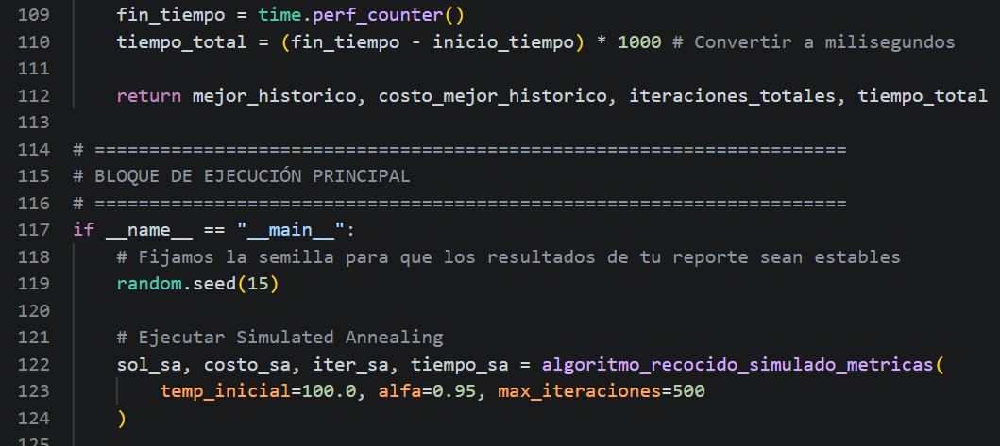 109 fin_tiempo = time.perf_counter()
110 tiempo_total = (fin_tiempo - inicio_tiempo) * 1000 # Convertir a milisegundos
111
112 return mejor_historico, costo_mejor_historico, iteraciones_totales, tiempo_total
113
114 # =====================================================================
115 # BLOQUE DE EJECUCIÓN PRINCIPAL
116 # =====================================================================
117 if __name__ == "__main__":
118 # Fijamos la semilla para que los resultados de tu reporte sean estables
119 random.seed(15)
120
121 # Ejecutar Simulated Annealing
122 sol_sa, costo_sa, iter_sa, tiempo_sa = algoritmo_recocido_simulado_metricas(
123 temp_inicial=100.0, alfa=0.95, max_iteraciones=500
124 )
125